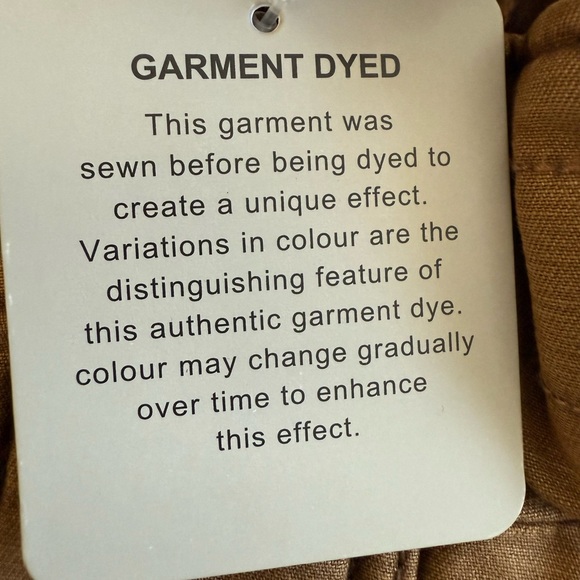 GARMENT DYED
This garment was
sewn before being dyed to
create a unique effect.
Variations in colour are the
distinguishing feature of
this authentic garment dye.
colour may change gradually
over time to enhance
this effect.